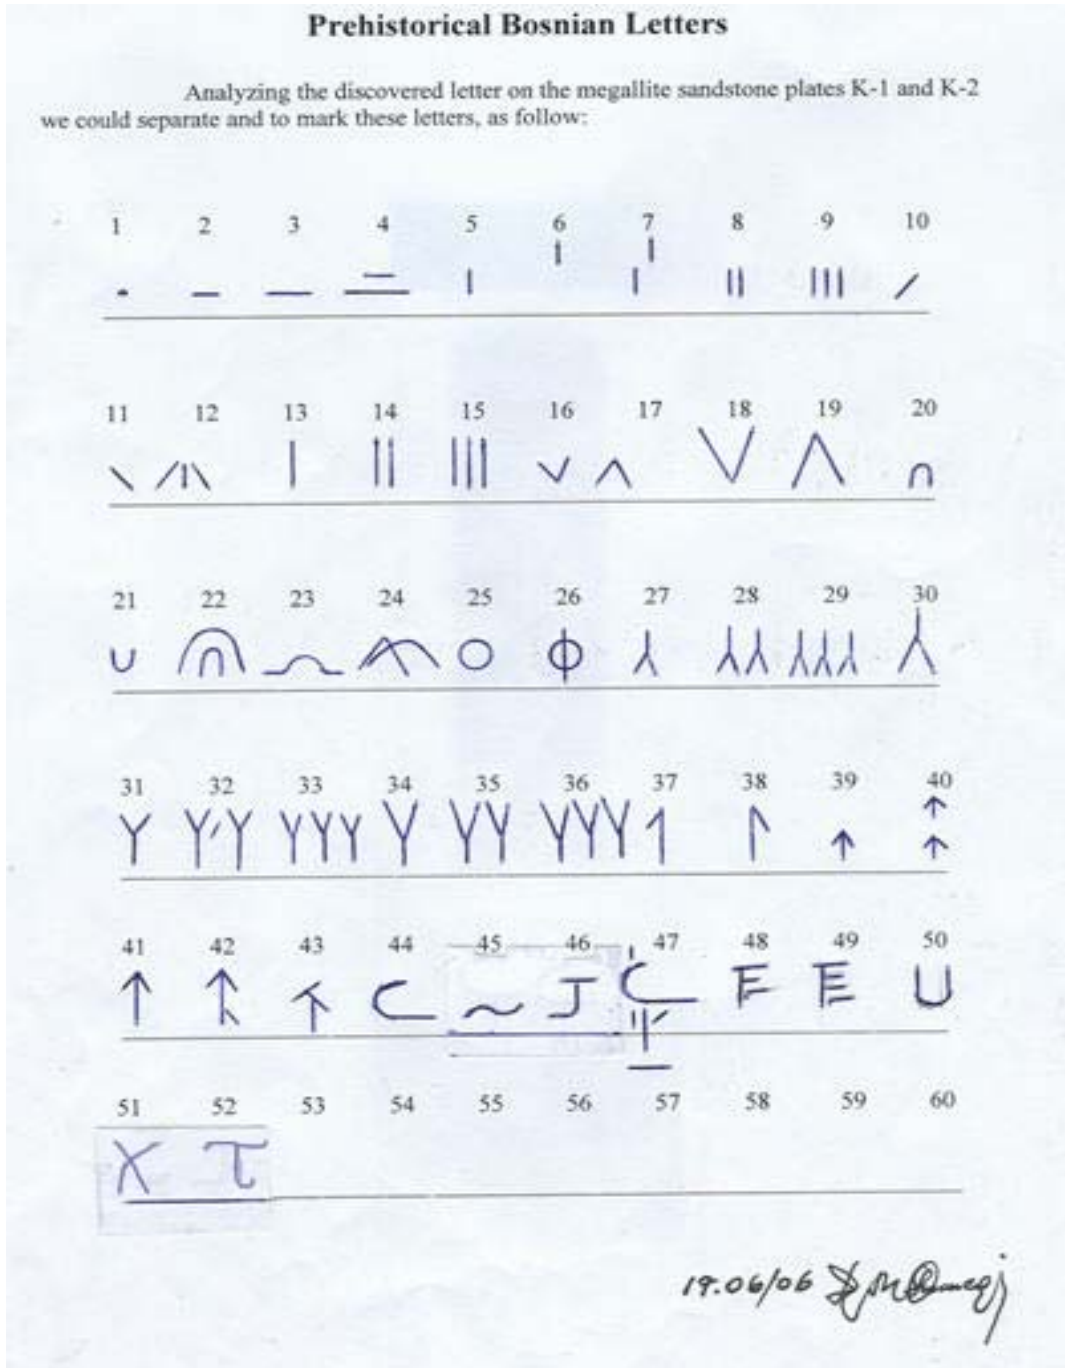 Prehistorical Bosnian Letters
Analyzing the discovered letter on the megallite sandstone plates K-1 and K-2
we could separate and to mark these letters, as follow:
1 2 3 4 5 6 7 8 9 10
11 12 13 14 15 16 17 18 19 20
21 22 23 24 25 26 27 28 29 30
31 32 33 34 35 36 37 38 39 40
41 42 43 44 45 46 47 48 49 50
51 52 53 54 55 56 57 58 59 60
19.06/06